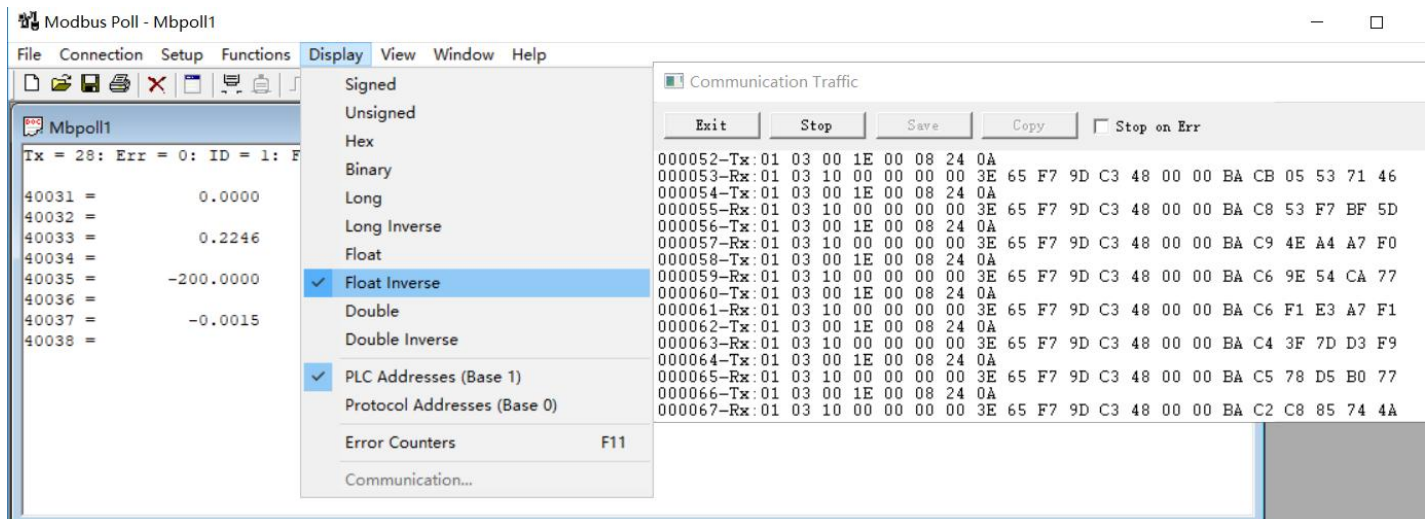 Modbus Poll - Mbpoll1
File Connection Setup Functions Display View Window Help
Mbpoll1
Tx = 28: Err = 0: ID = 1: F
40031 = 0.0000
40032 =
40033 = 0.2246
40034 =
40035 = -200.0000
40036 =
40037 = -0.0015
40038 =
Signed
Unsigned
Hex
Binary
Long
Long Inverse
Float
Float Inverse
Double
Double Inverse
PLC Addresses (Base 1)
Protocol Addresses (Base 0)
Error Counters F11
Communication...
Communication Traffic
Exit Stop Save Copy Stop on Err
000052-Tx:01 03 00 1E 00 08 24 0A
000053-Rx:01 03 10 00 00 00 00 3E 65 F7 9D C3 48 00 00 BA CB 05 53 71 46
000054-Tx:01 03 00 1E 00 08 24 0A
000055-Rx:01 03 10 00 00 00 00 3E 65 F7 9D C3 48 00 00 BA C8 53 F7 BF 5D
000056-Tx:01 03 00 1E 00 08 24 0A
000057-Rx:01 03 10 00 00 00 00 3E 65 F7 9D C3 48 00 00 BA C9 4E A4 A7 F0
000058-Tx:01 03 00 1E 00 08 24 0A
000059-Rx:01 03 10 00 00 00 00 3E 65 F7 9D C3 48 00 00 BA C6 9E 54 CA 77
000060-Tx:01 03 00 1E 00 08 24 0A
000061-Rx:01 03 10 00 00 00 00 3E 65 F7 9D C3 48 00 00 BA C6 F1 E3 A7 F1
000062-Tx:01 03 00 1E 00 08 24 0A
000063-Rx:01 03 10 00 00 00 00 3E 65 F7 9D C3 48 00 00 BA C4 3F 7D D3 F9
000064-Tx:01 03 00 1E 00 08 24 0A
000065-Rx:01 03 10 00 00 00 00 3E 65 F7 9D C3 48 00 00 BA C5 78 D5 B0 77
000066-Tx:01 03 00 1E 00 08 24 0A
000067-Rx:01 03 10 00 00 00 00 3E 65 F7 9D C3 48 00 00 BA C2 C8 85 74 4A